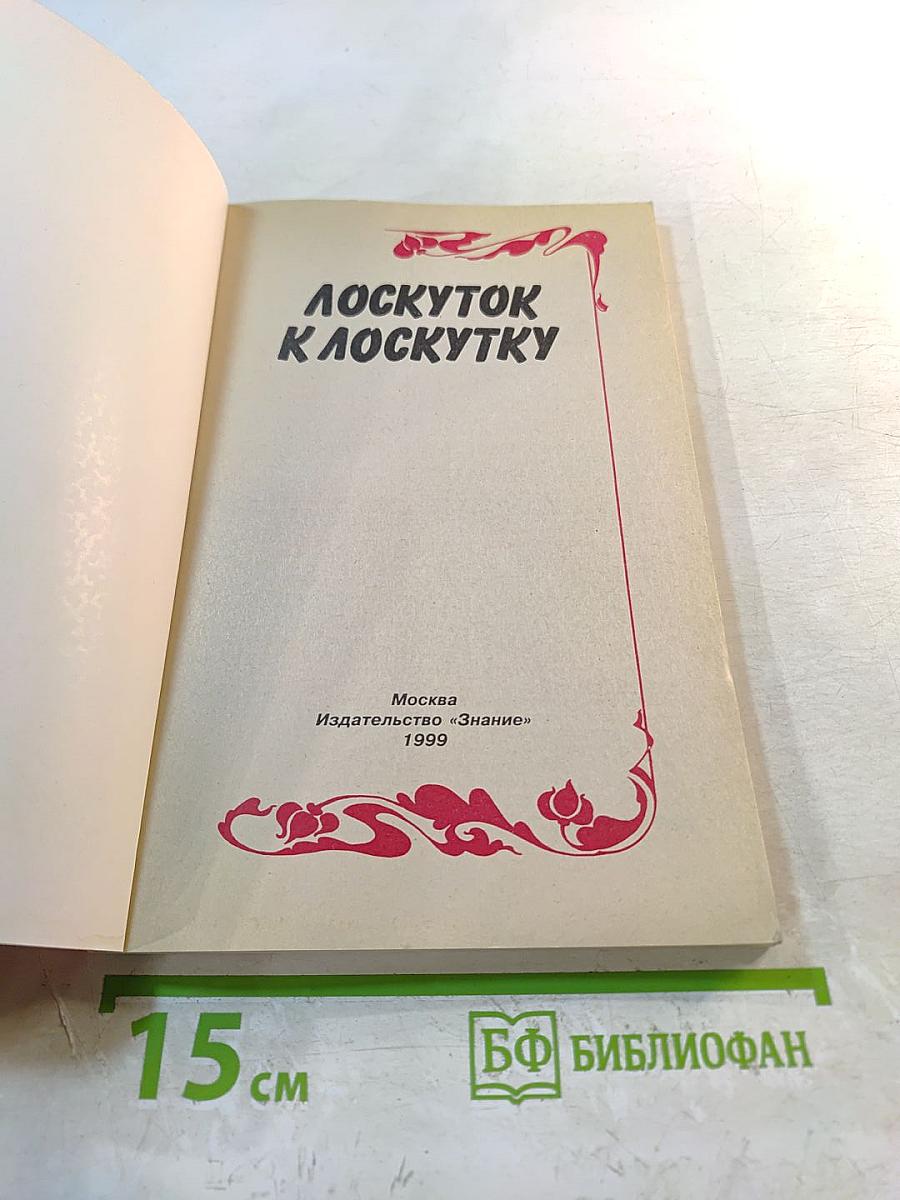 ЛОСКУТОК
К ЛОСКУТКУ
Москва
Издательство «Знание»
1999
15 см
БФ БИБЛИОФАН